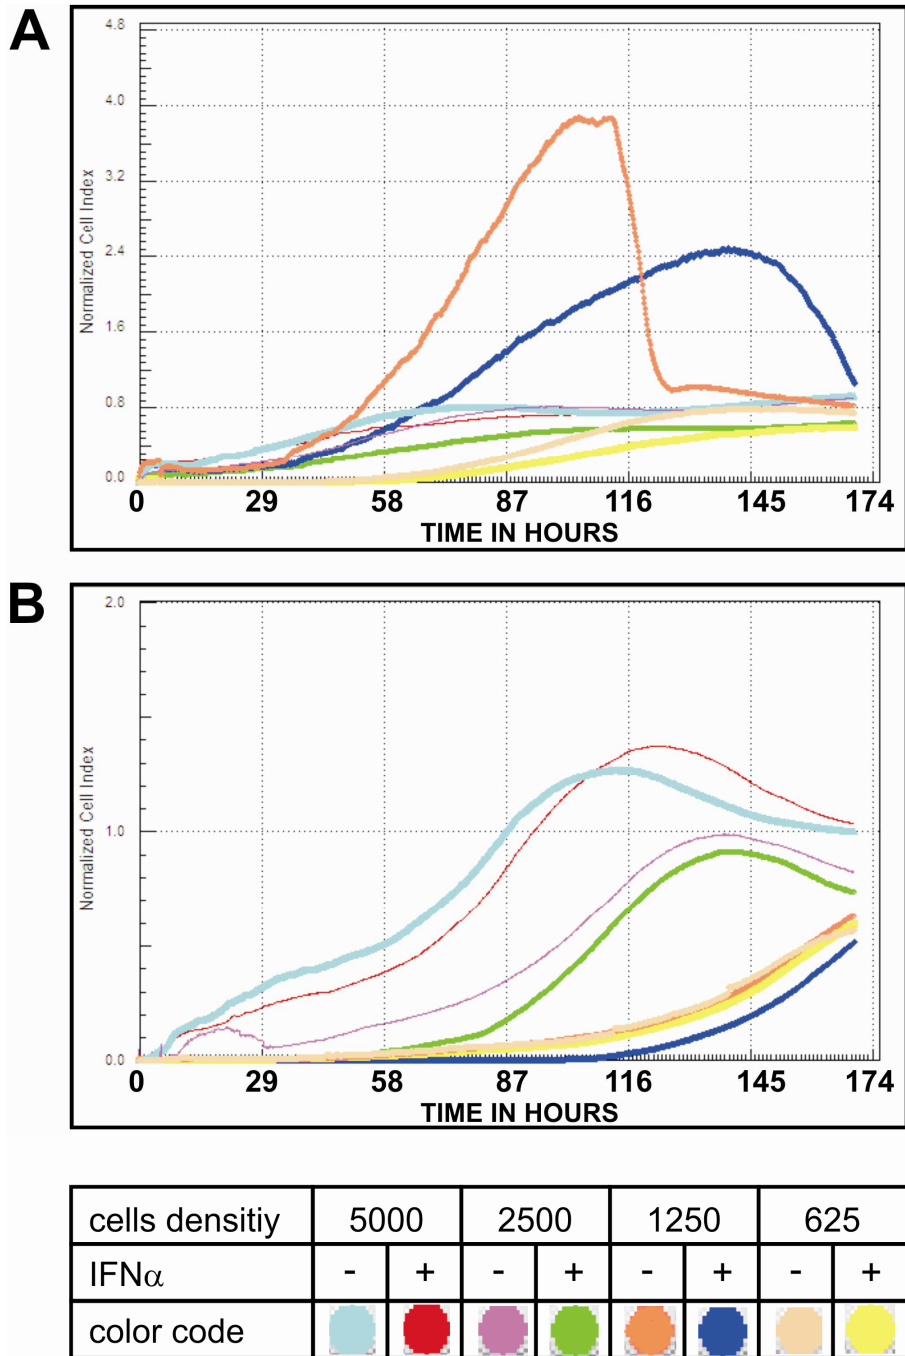 A
4.8
4.0
3.2
2.4
1.6
0.8
0.0
Normalized Cell Index
0 29 58 87 116 145 174
TIME IN HOURS
B
2.0
1.0
0.0
Normalized Cell Index
0 29 58 87 116 145 174
TIME IN HOURS
cells densitiy 5000 2500 1250 625
IFNα - + - + - + - +
color code